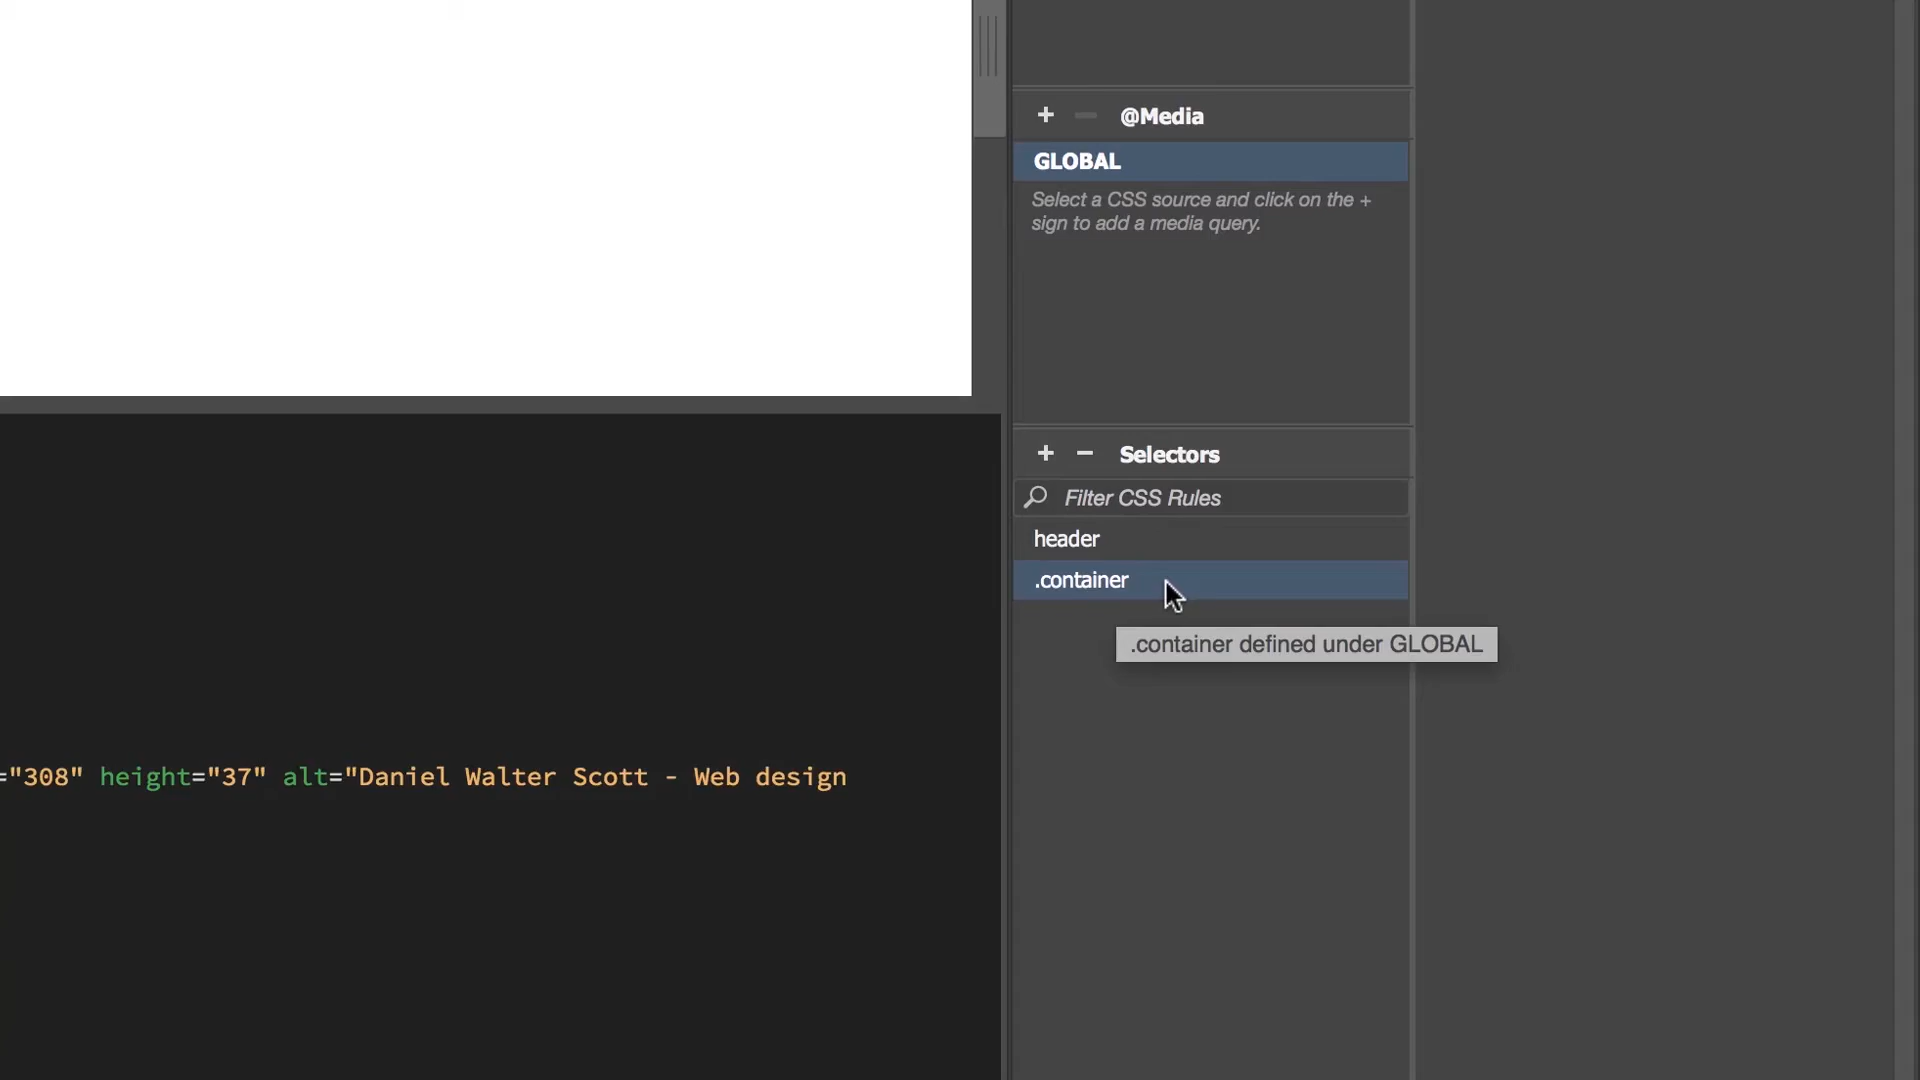 + - @Media
GLOBAL
Select a CSS source and click on the +
sign to add a media query.
+ - Selectors
Filter CSS Rules
header
.container
.container defined under GLOBAL
="308" height="37" alt="Daniel Walter Scott - Web design